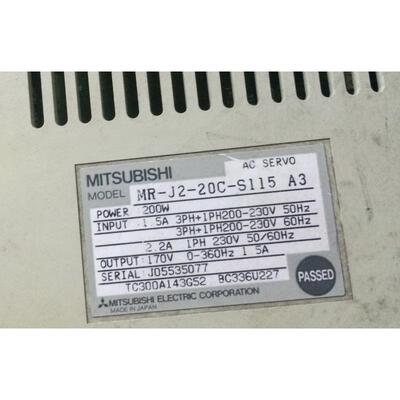 AC SERVO
MITSUBISHI
MODEL MR-J2-20C-S115 A3
POWER 200W
INPUT 1.5A 3PH+1PH200-230V 50Hz
3PH+1PH200-230V 60Hz
2.2A 1PH 230V 50/60Hz
OUTPUT 170V 0-360Hz 1.5A
SERIAL J05535077
TC300A143G52 BC336U227
PASSED
MITSUBISHI ELECTRIC CORPORATION
MADE IN JAPAN